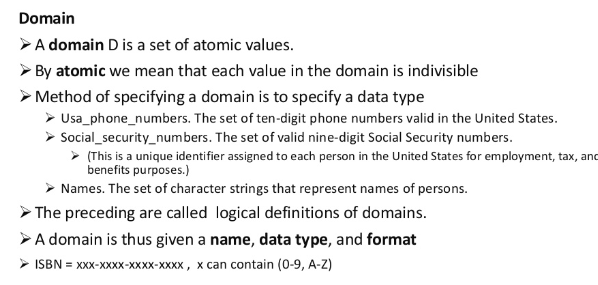 Domain
➢ A domain D is a set of atomic values.
➢ By atomic we mean that each value in the domain is indivisible
➢ Method of specifying a domain is to specify a data type
➢ Usa_phone_numbers. The set of ten-digit phone numbers valid in the United States.
➢ Social_security_numbers. The set of valid nine-digit Social Security numbers.
➢ (This is a unique identifier assigned to each person in the United States for employment, tax, and
benefits purposes.)
➢ Names. The set of character strings that represent names of persons.
➢ The preceding are called logical definitions of domains.
➢ A domain is thus given a name, data type, and format
➢ ISBN = xxx-xxxx-xxxx-xxxx , x can contain (0-9, A-Z)